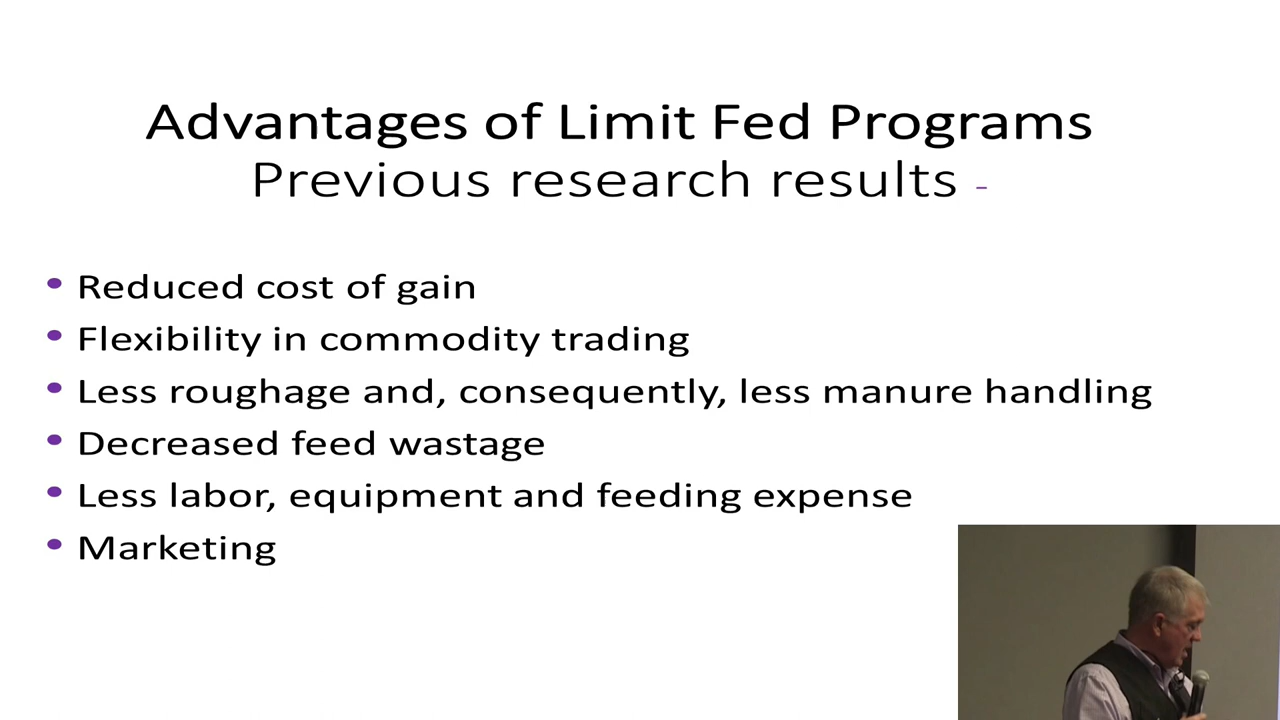 Advantages of Limit Fed Programs
Previous research results -
• Reduced cost of gain
• Flexibility in commodity trading
• Less roughage and, consequently, less manure handling
• Decreased feed wastage
• Less labor, equipment and feeding expense
• Marketing